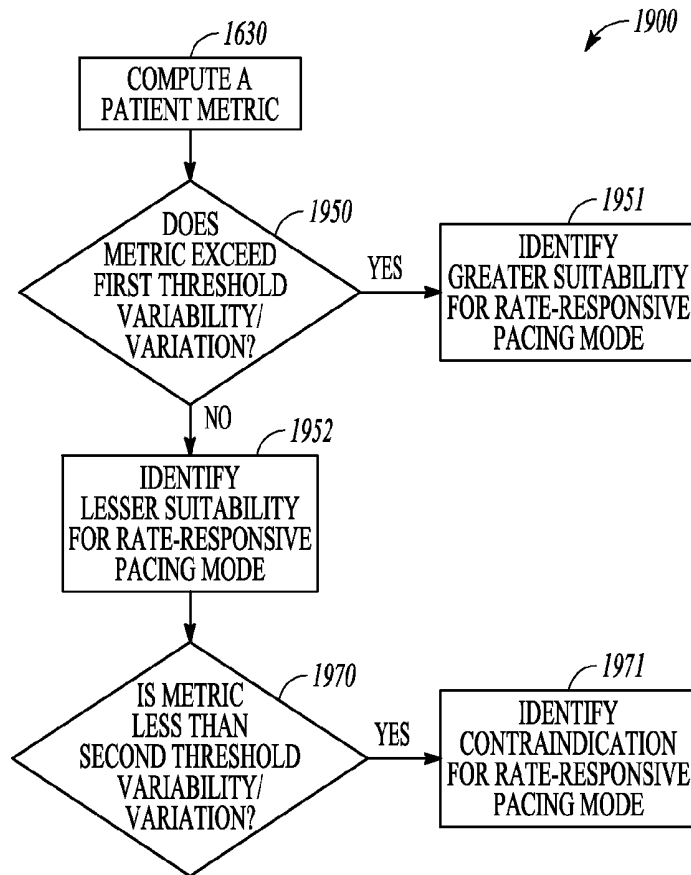 1630
1900
COMPUTE A
PATIENT METRIC
1950
DOES
METRIC EXCEED
FIRST THRESHOLD
VARIABILITY/
VARIATION?
YES
1951
IDENTIFY
GREATER SUITABILITY
FOR RATE-RESPONSIVE
PACING MODE
NO
1952
IDENTIFY
LESSER SUITABILITY
FOR RATE-RESPONSIVE
PACING MODE
1970
IS METRIC
LESS THAN
SECOND THRESHOLD
VARIABILITY/
VARIATION?
YES
1971
IDENTIFY
CONTRAINDICATION
FOR RATE-RESPONSIVE
PACING MODE